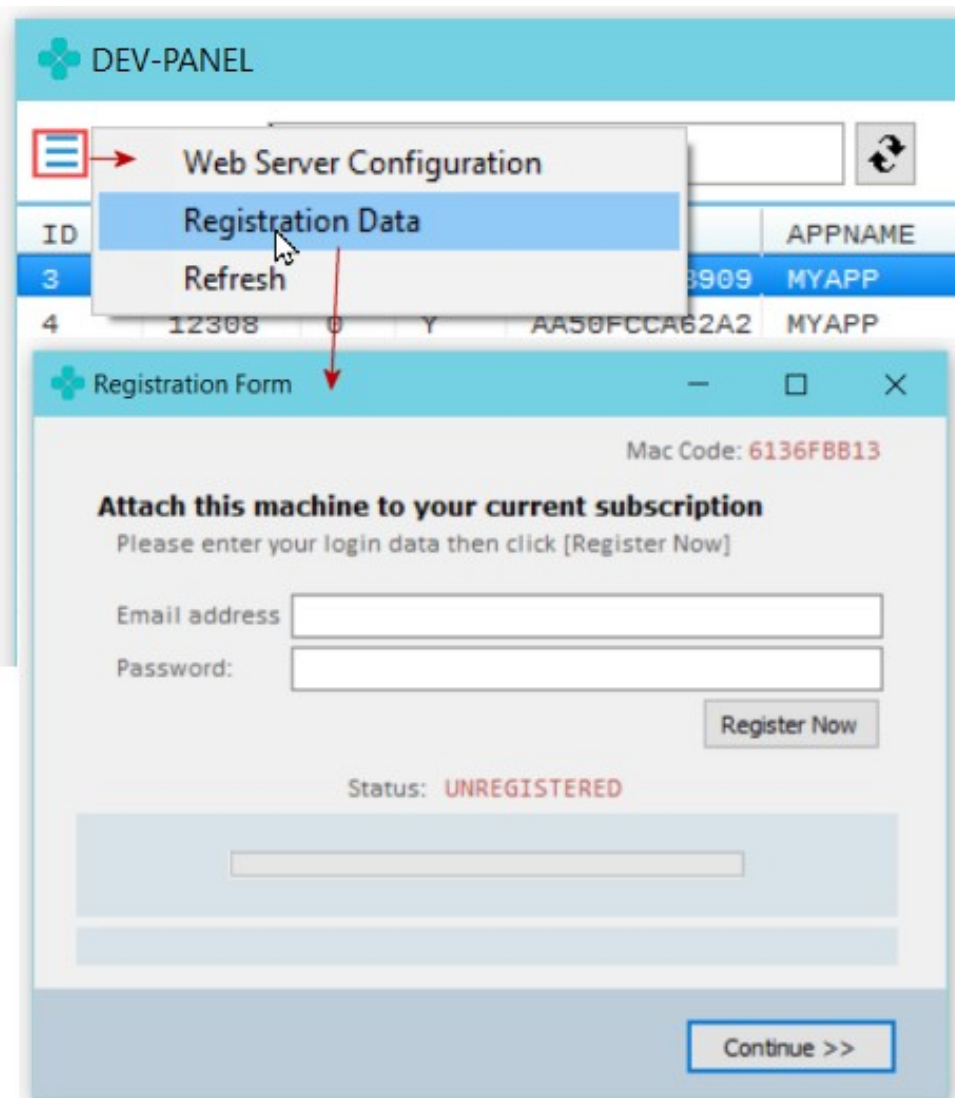 DEV-PANEL
Web Server Configuration
Registration Data
Refresh
ID APPNAME
3 3909 MYAPP
4 12308 0 Y AA50FCCA62A2 MYAPP
Registration Form
Mac Code: 6136FBB13
Attach this machine to your current subscription
Please enter your login data then click [Register Now]
Email address
Password:
Register Now
Status: UNREGISTERED
Continue >>